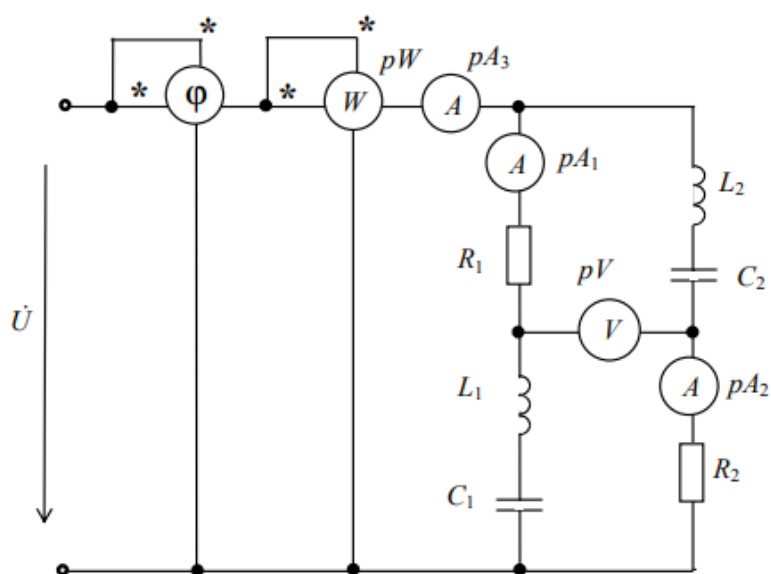 * *
pW pA₃
* φ * W A
A pA₁
L₂
R₁ pV C₂
U̇
V
L₁ A pA₂
C₁ R₂